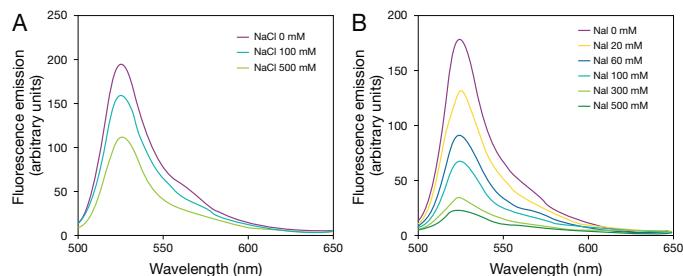 A
250
200
150
100
50
0
500
550
600
650
Fluorescence emission
(arbitrary units)
Wavelength (nm)
NaCl 0 mM
NaCl 100 mM
NaCl 500 mM
B
200
150
100
50
0
500
550
600
650
Fluorescence emission
(arbitrary units)
Wavelength (nm)
NaI 0 mM
NaI 20 mM
NaI 60 mM
NaI 100 mM
NaI 300 mM
NaI 500 mM